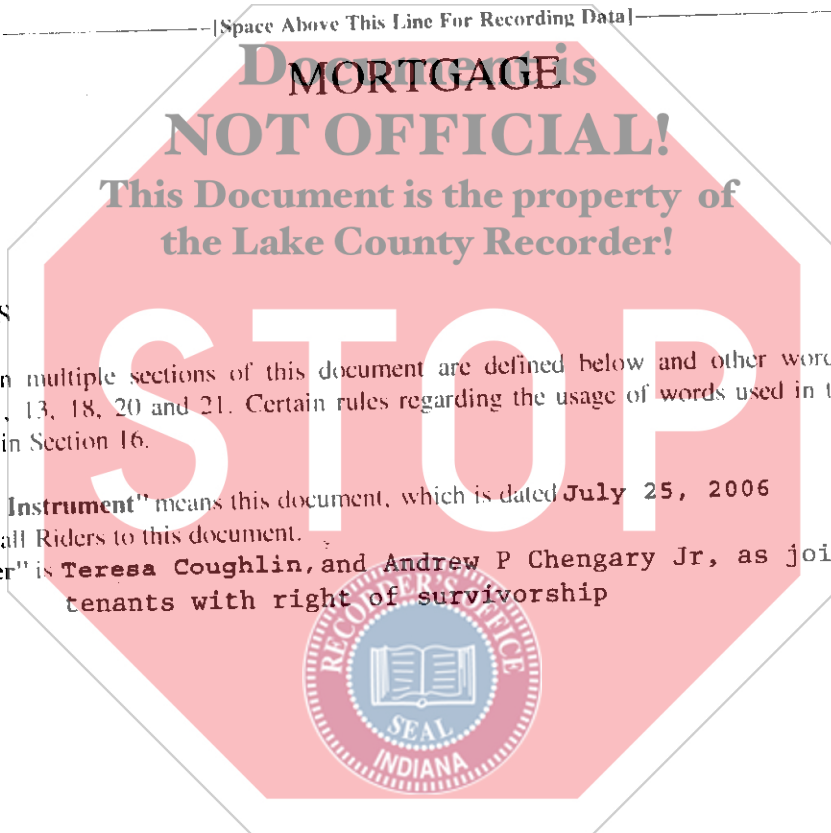 [Space Above This Line For Recording Data]
Document is
MORTGAGE
NOT OFFICIAL!
This Document is the property of
the Lake County Recorder!
S
n multiple sections of this document are defined below and other word
, 13, 18, 20 and 21. Certain rules regarding the usage of words used in t
in Section 16.
Instrument" means this document, which is dated July 25, 2006
all Riders to this document.
er" is Teresa Coughlin, and Andrew P Chengary Jr, as joi
tenants with right of survivorship
STOP
RECORDER'S OFFICE
SEAL
INDIANA